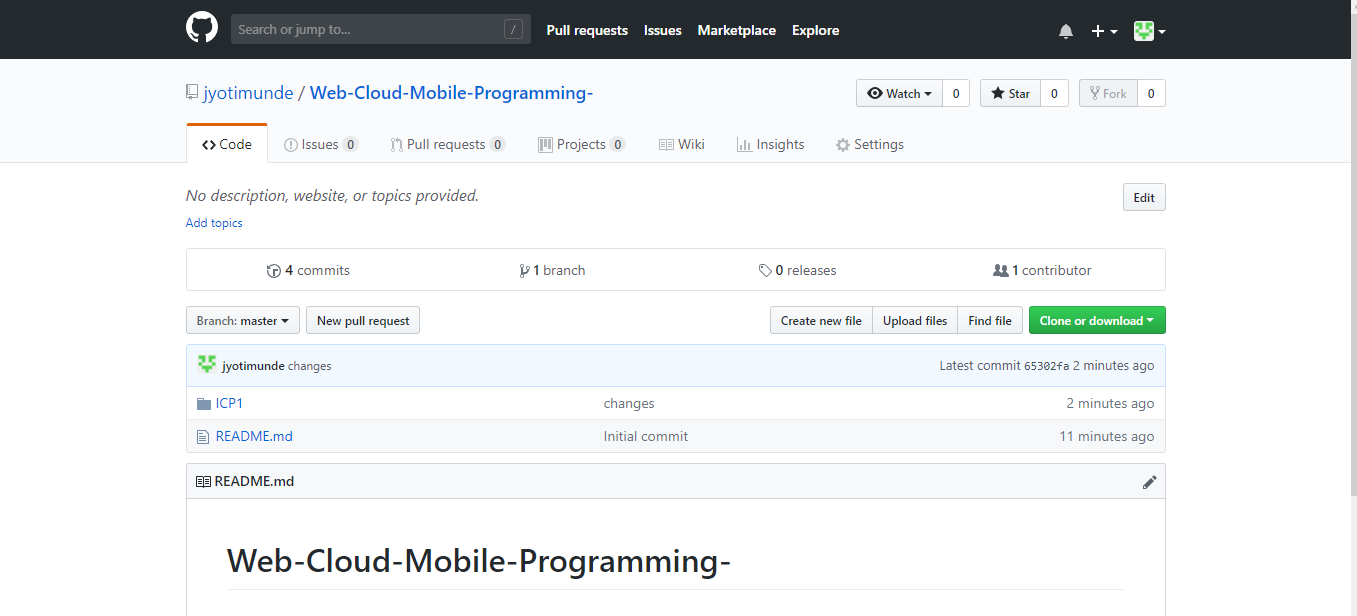 Search or jump to... / Pull requests Issues Marketplace Explore
jyotimunde / Web-Cloud-Mobile-Programming- Watch 0 Star 0 Fork 0
Code Issues 0 Pull requests 0 Projects 0 Wiki Insights Settings
No description, website, or topics provided. Edit
Add topics
4 commits 1 branch 0 releases 1 contributor
Branch: master New pull request Create new file Upload files Find file Clone or download
jyotimunde changes Latest commit 65302fa 2 minutes ago
ICP1 changes 2 minutes ago
README.md Initial commit 11 minutes ago
README.md
Web-Cloud-Mobile-Programming-